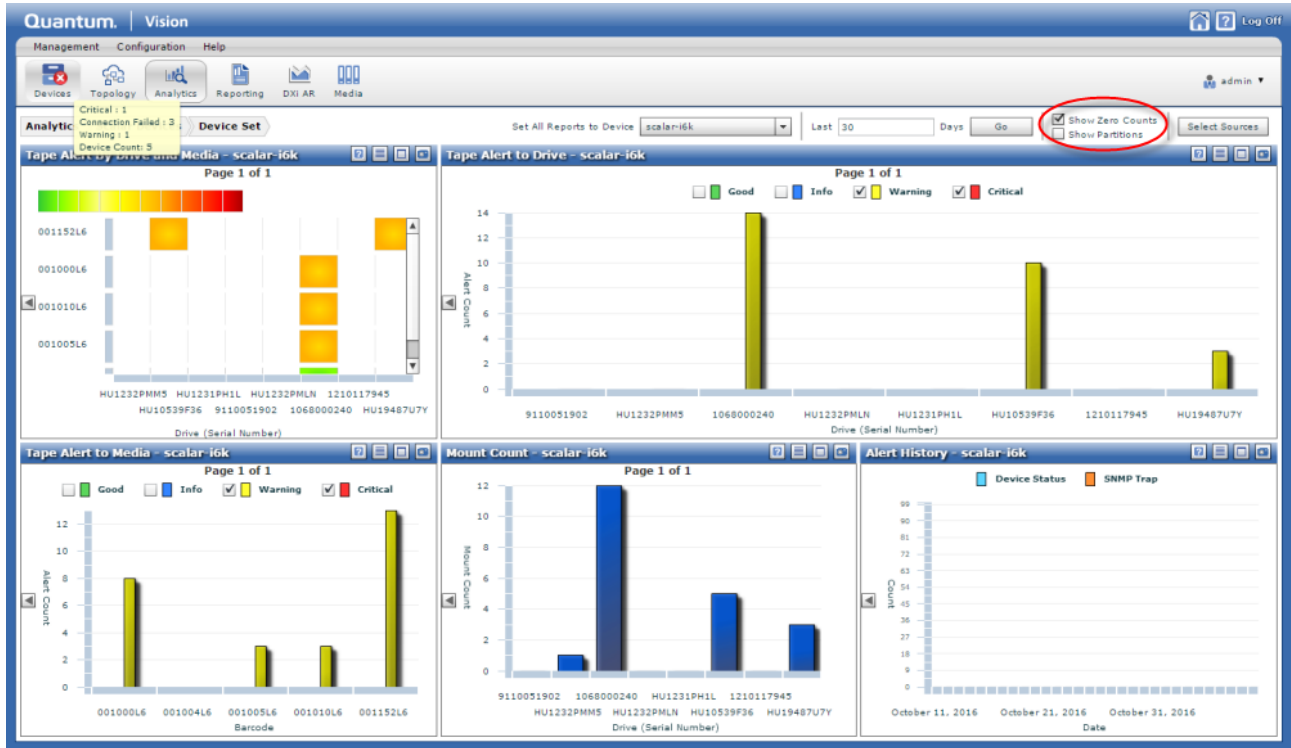 Quantum. Vision
Log Off
Management Configuration Help
Devices Topology Analytics Reporting DXi AR Media
admin
Critical : 1
Connection Failed : 3
Warning : 1
Device Count: 5
Analytic
Device Set
Set All Reports to Device scalar-i6k
Last 30 Days Go
Show Zero Counts
Show Partitions
Select Sources
Tape Alert by Drive and Media - scalar-i6k
Page 1 of 1
001152L6
001000L6
001010L6
001005L6
HU1232PMM5 HU1231PH1L HU1232PMLN 1210117945
HU10539F36 9110051902 1068000240 HU19487U7Y
Drive (Serial Number)
Tape Alert to Drive - scalar-i6k
Page 1 of 1
Good Info Warning Critical
14
12
10
8
6
4
2
0
Alert Count
9110051902 HU1232PMM5 1068000240 HU1232PMLN HU1231PH1L HU10539F36 1210117945 HU19487U7Y
Drive (Serial Number)
Tape Alert to Media - scalar-i6k
Page 1 of 1
Good Info Warning Critical
12
10
8
6
4
2
0
Alert Count
001000L6 001004L6 001005L6 001010L6 001152L6
Barcode
Mount Count - scalar-i6k
Page 1 of 1
12
10
8
6
4
2
0
Mount Count
9110051902 1068000240 HU1231PH1L 1210117945
HU1232PMM5 HU1232PMLN HU10539F36 HU19487U7Y
Drive (Serial Number)
Alert History - scalar-i6k
Device Status SNMP Trap
99
90
81
72
63
54
45
36
27
18
9
0
Count
October 11, 2016 October 21, 2016 October 31, 2016
Date